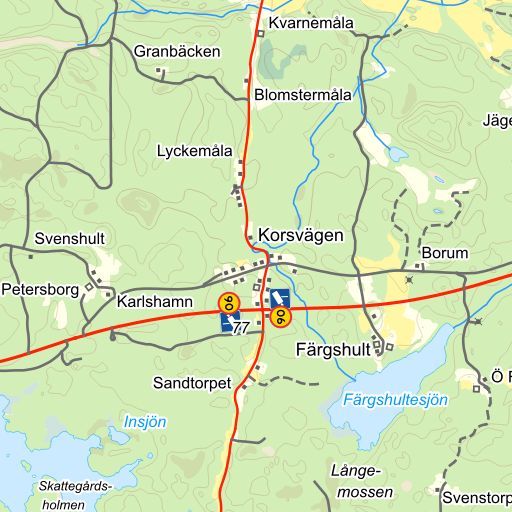 Kvarnemåla
Granbäcken
Blomstermåla
Jäge
Lyckemåla
Svenshult
Korsvägen
Borum
Petersborg
Karlshamn
90
77
90
Färgshult
Sandtorpet
Ö F
Färgshultesjön
Insjön
Skattegårds-
holmen
Långe-
mossen
Svenstorp